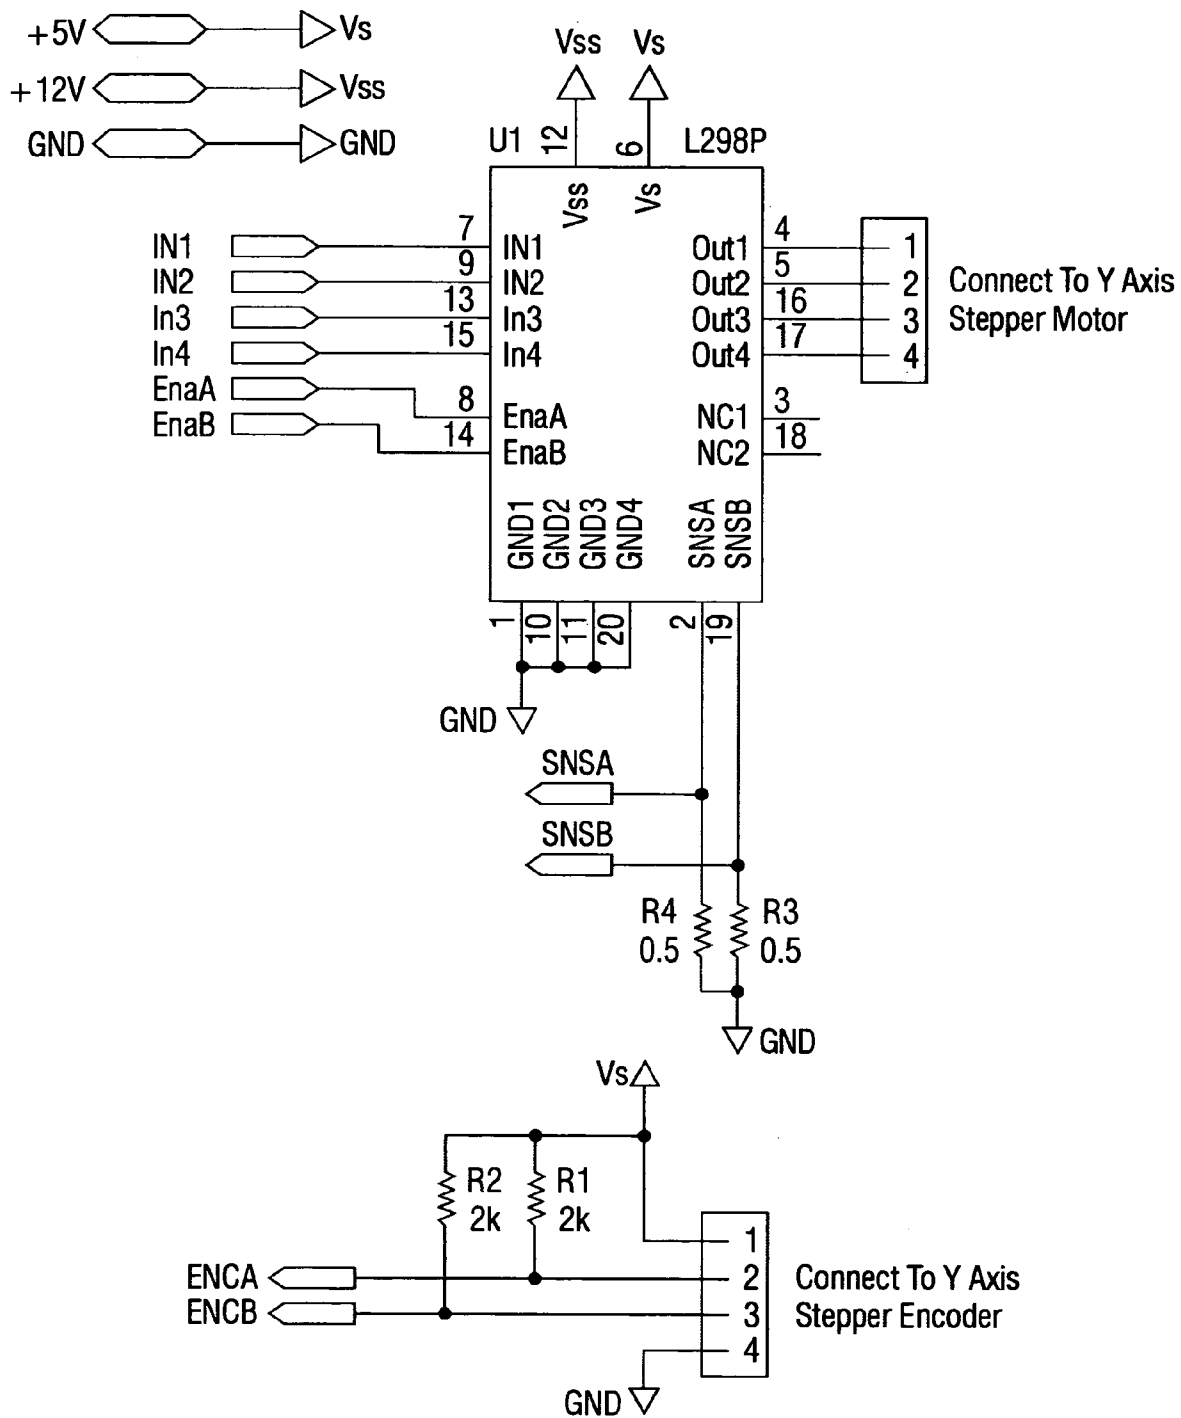 +5V Vs
+12V Vss
GND GND
Vss Vs
U1 12 6 L298P
Vss Vs
IN1 7 IN1 Out1 4 1
IN2 9 IN2 Out2 5 2
In3 13 In3 Out3 16 3
In4 15 In4 Out4 17 4
Connect To Y Axis
Stepper Motor
EnaA 8 EnaA NC1 3
EnaB 14 EnaB NC2 18
GND1 GND2 GND3 GND4 SNSA SNSB
1 10 11 20 2 19
GND
SNSA
SNSB
R4 R3
0.5 0.5
GND
Vs
R2 R1
2k 2k
1
ENCA 2
ENCB 3
4
Connect To Y Axis
Stepper Encoder
GND